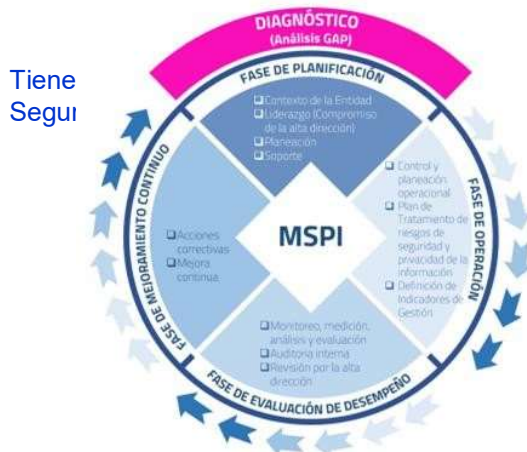 DIAGNÓSTICO
(Análisis GAP)
FASE DE PLANIFICACIÓN
Tiene
Segur
❑Contexto de la Entidad
❑Liderazgo (Compromiso
de la alta dirección)
❑Planeación
❑Soporte
❑ Control y
planeación
operacional
❑ Plan de
Tratamiento de
riesgos de
seguridad y
privacidad de la
información
❑ Definición de
Indicadores de
Gestión
FASE DE OPERACIÓN
MSPI
❑Acciones
correctivas
❑Mejora
continua
FASE DE MEJORAMIENTO CONTINUO
❑Monitoreo, medición,
análisis y evaluación
❑Auditoria interna
❑Revisión por la alta
dirección
FASE DE EVALUACIÓN DE DESEMPEÑO